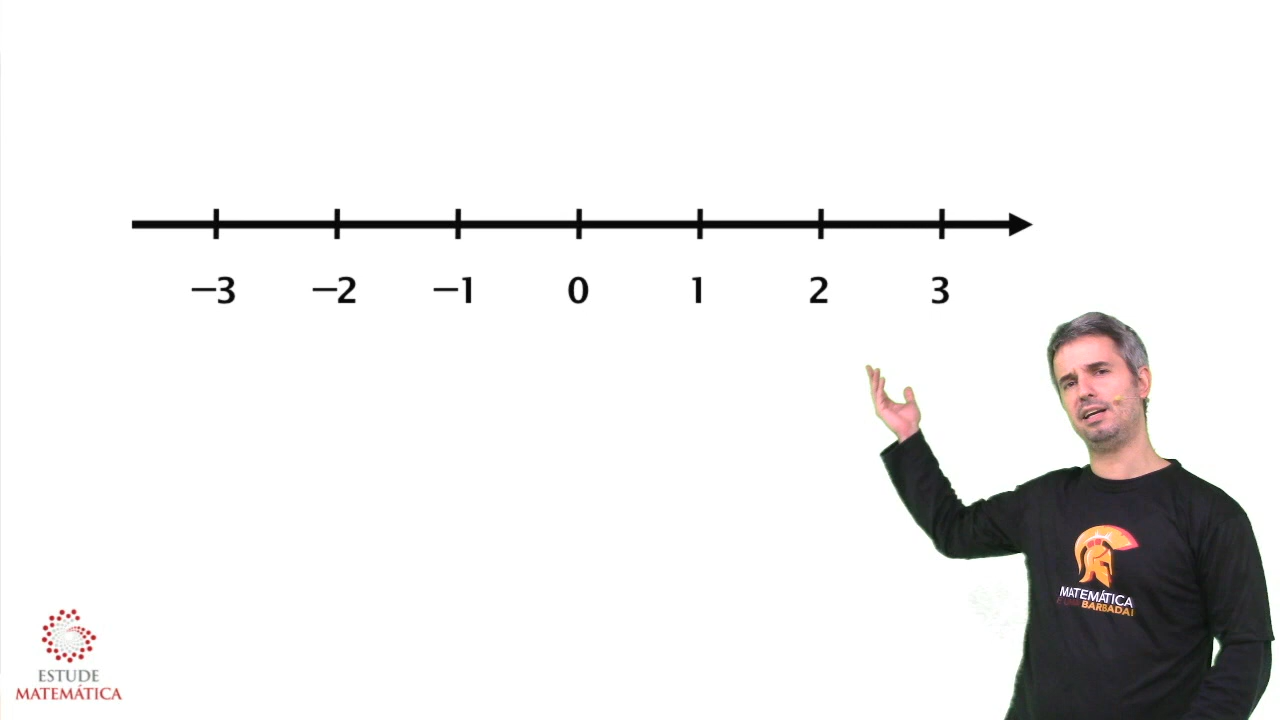 −3 −2 −1 0 1 2 3
MATEMÁTICA
BARBADA!
ESTUDE
MATEMÁTICA